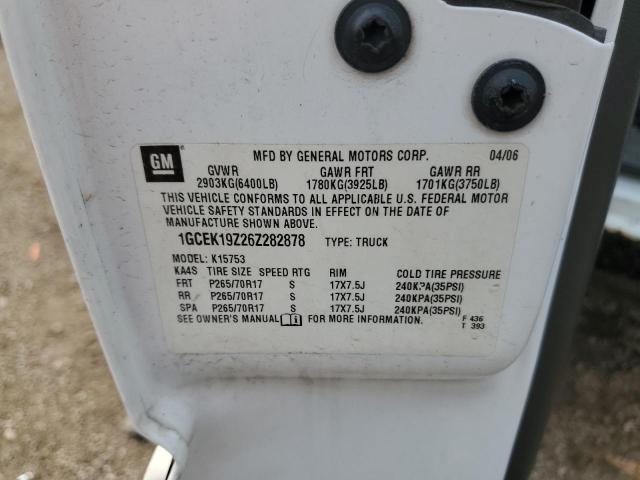 GM
MFD BY GENERAL MOTORS CORP. 04/06
GVWR GAWR FRT GAWR RR
2903KG(6400LB) 1780KG(3925LB) 1701KG(3750LB)
THIS VEHICLE CONFORMS TO ALL APPLICABLE U.S. FEDERAL MOTOR
VEHICLE SAFETY STANDARDS IN EFFECT ON THE DATE OF
MANUFACTURE SHOWN ABOVE.
1GCEK19Z26Z282878 TYPE: TRUCK
MODEL: K15753
KA4S TIRE SIZE SPEED RTG RIM COLD TIRE PRESSURE
FRT P265/70R17 S 17X7.5J 240KPA(35PSI)
RR P265/70R17 S 17X7.5J 240KPA(35PSI)
SPA P265/70R17 S 17X7.5J 240KPA(35PSI)
SEE OWNER'S MANUAL i FOR MORE INFORMATION. F 436
T 393